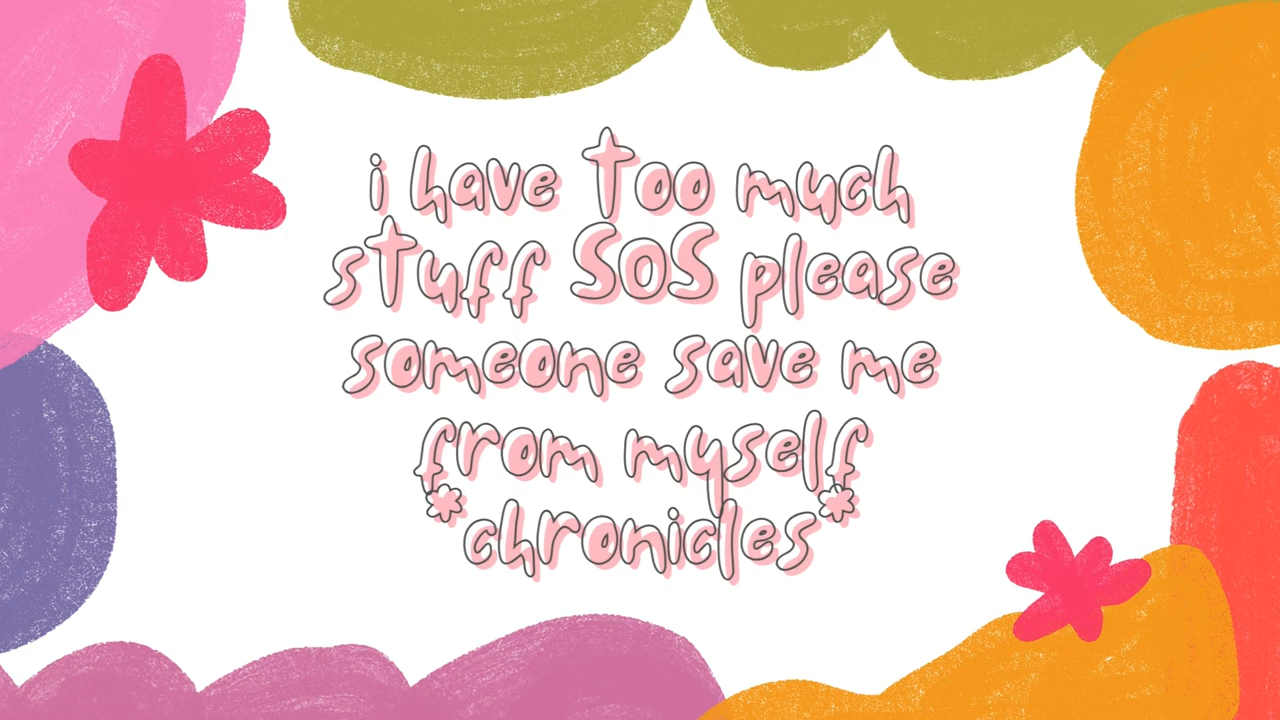 i have too much
stuff SOS please
someone save me
from myself
*chronicles*